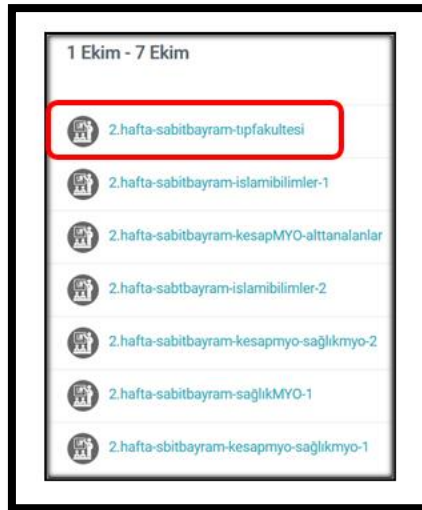 1 Ekim - 7 Ekim
2.hafta-sabitbayram-tıpfakultesi
2.hafta-sabitbayram-islamibilimler-1
2.hafta-sabitbayram-kesapMYO-alttanalanlar
2.hafta-sabtbayram-islamibilimler-2
2.hafta-sabitbayram-kesapmyo-sağlıkmyo-2
2.hafta-sabitbayram-sağlıkMYO-1
2.hafta-sbitbayram-kesapmyo-sağlıkmyo-1